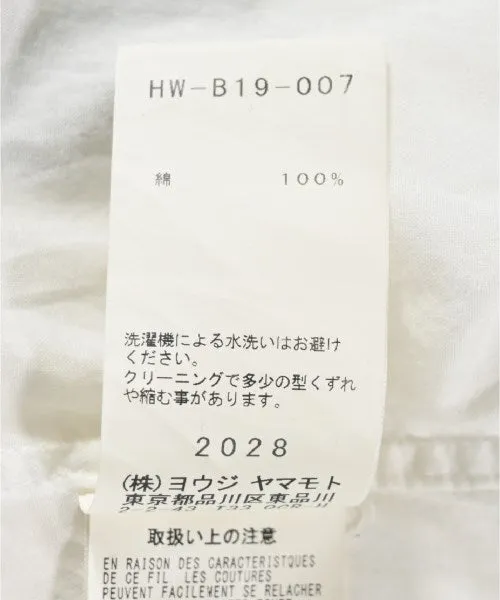 HW-B19-007
綿 100%
洗濯機による水洗いはお避け
ください。
クリーニングで多少の型くずれ
や縮む事があります。
2028
(株)ヨウジ ヤマモト
東京都品川区東品川
取扱い上の注意
EN RAISON DES CARACTERISTQUES
DE CE FIL LES COUTURES
PEUVENT FACILEMENT SE RELACHER